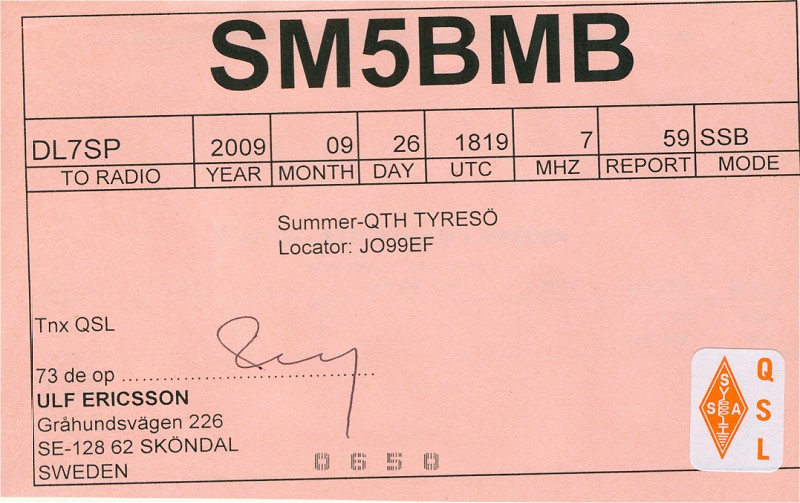 SM5BMB
DL7SP 2009 09 26 1819 7 59 SSB
TO RADIO YEAR MONTH DAY UTC MHZ REPORT MODE
Summer-QTH TYRESÖ
Locator: JO99EF
Tnx QSL
73 de op ........................................
ULF ERICSSON
Gråhundsvägen 226
SE-128 62 SKÖNDAL
SWEDEN
0650
SSA
QSL